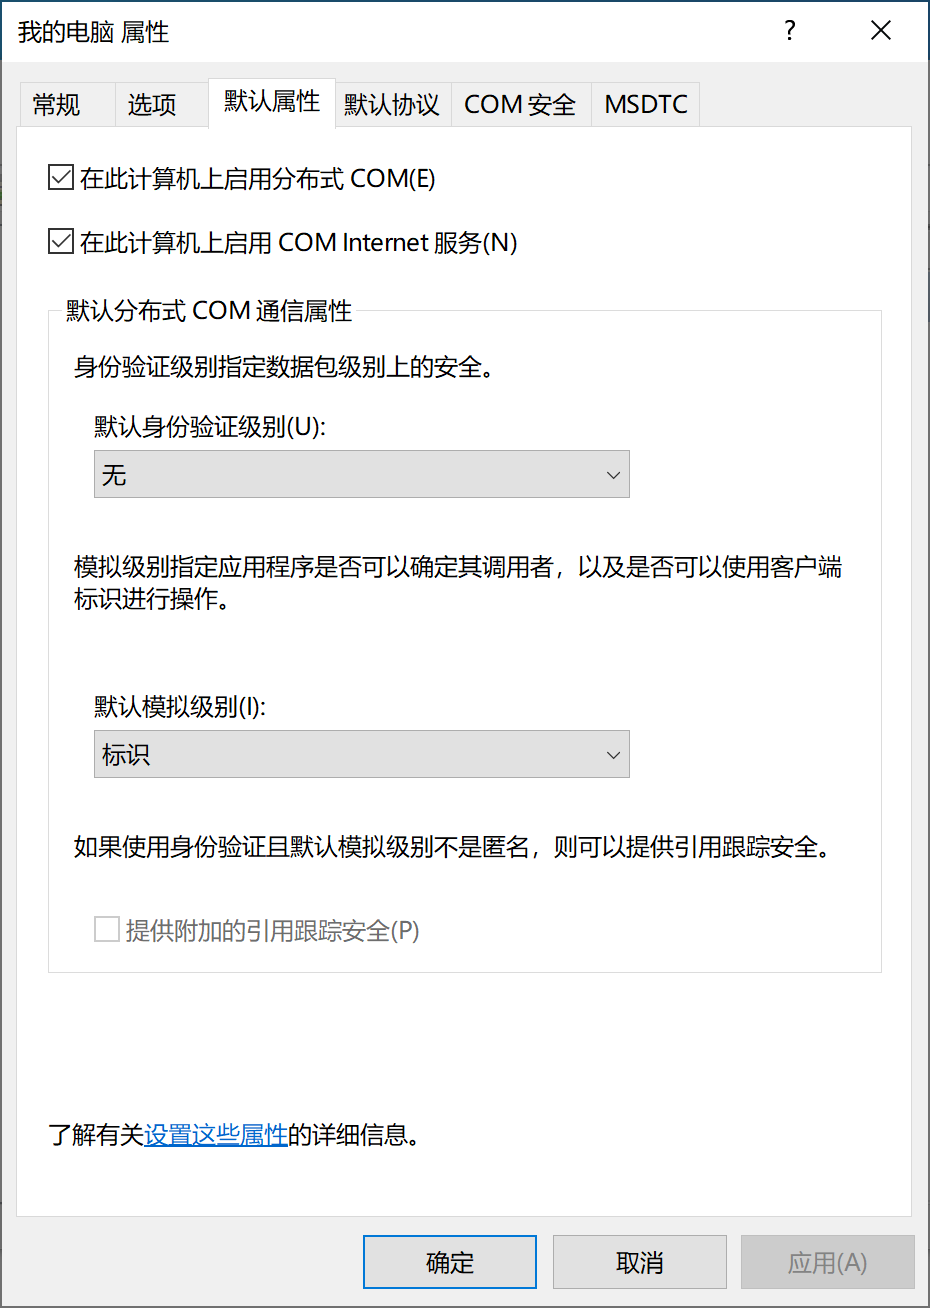 我的电脑 属性
?
常规 选项 默认属性 默认协议 COM 安全 MSDTC
在此计算机上启用分布式 COM(E)
在此计算机上启用 COM Internet 服务(N)
默认分布式 COM 通信属性
身份验证级别指定数据包级别上的安全。
默认身份验证级别(U):
无
模拟级别指定应用程序是否可以确定其调用者，以及是否可以使用客户端
标识进行操作。
默认模拟级别(I):
标识
如果使用身份验证且默认模拟级别不是匿名，则可以提供引用跟踪安全。
提供附加的引用跟踪安全(P)
了解有关设置这些属性的详细信息。
确定 取消 应用(A)